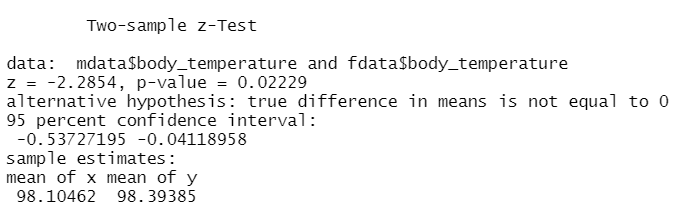 Two-sample z-Test
data:  mdata$body_temperature and fdata$body_temperature
z = -2.2854, p-value = 0.02229
alternative hypothesis: true difference in means is not equal to 0
95 percent confidence interval:
 -0.53727195 -0.04118958
sample estimates:
mean of x mean of y
 98.10462  98.39385